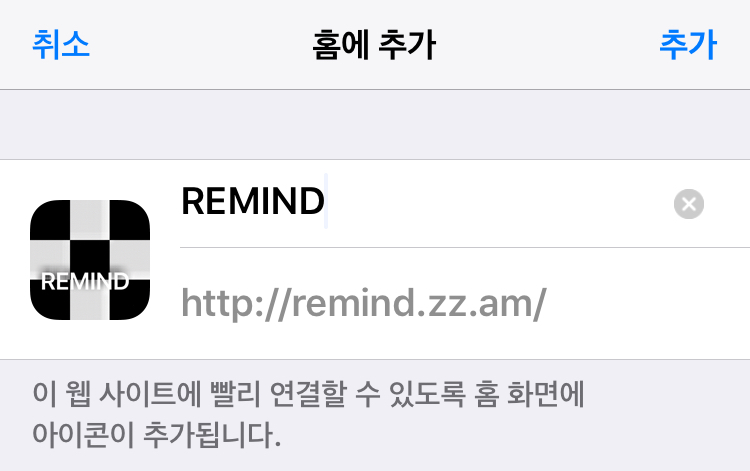 취소 홈에 추가 추가
REMIND
REMIND
http://remind.zz.am/
이 웹 사이트에 빨리 연결할 수 있도록 홈 화면에
아이콘이 추가됩니다.